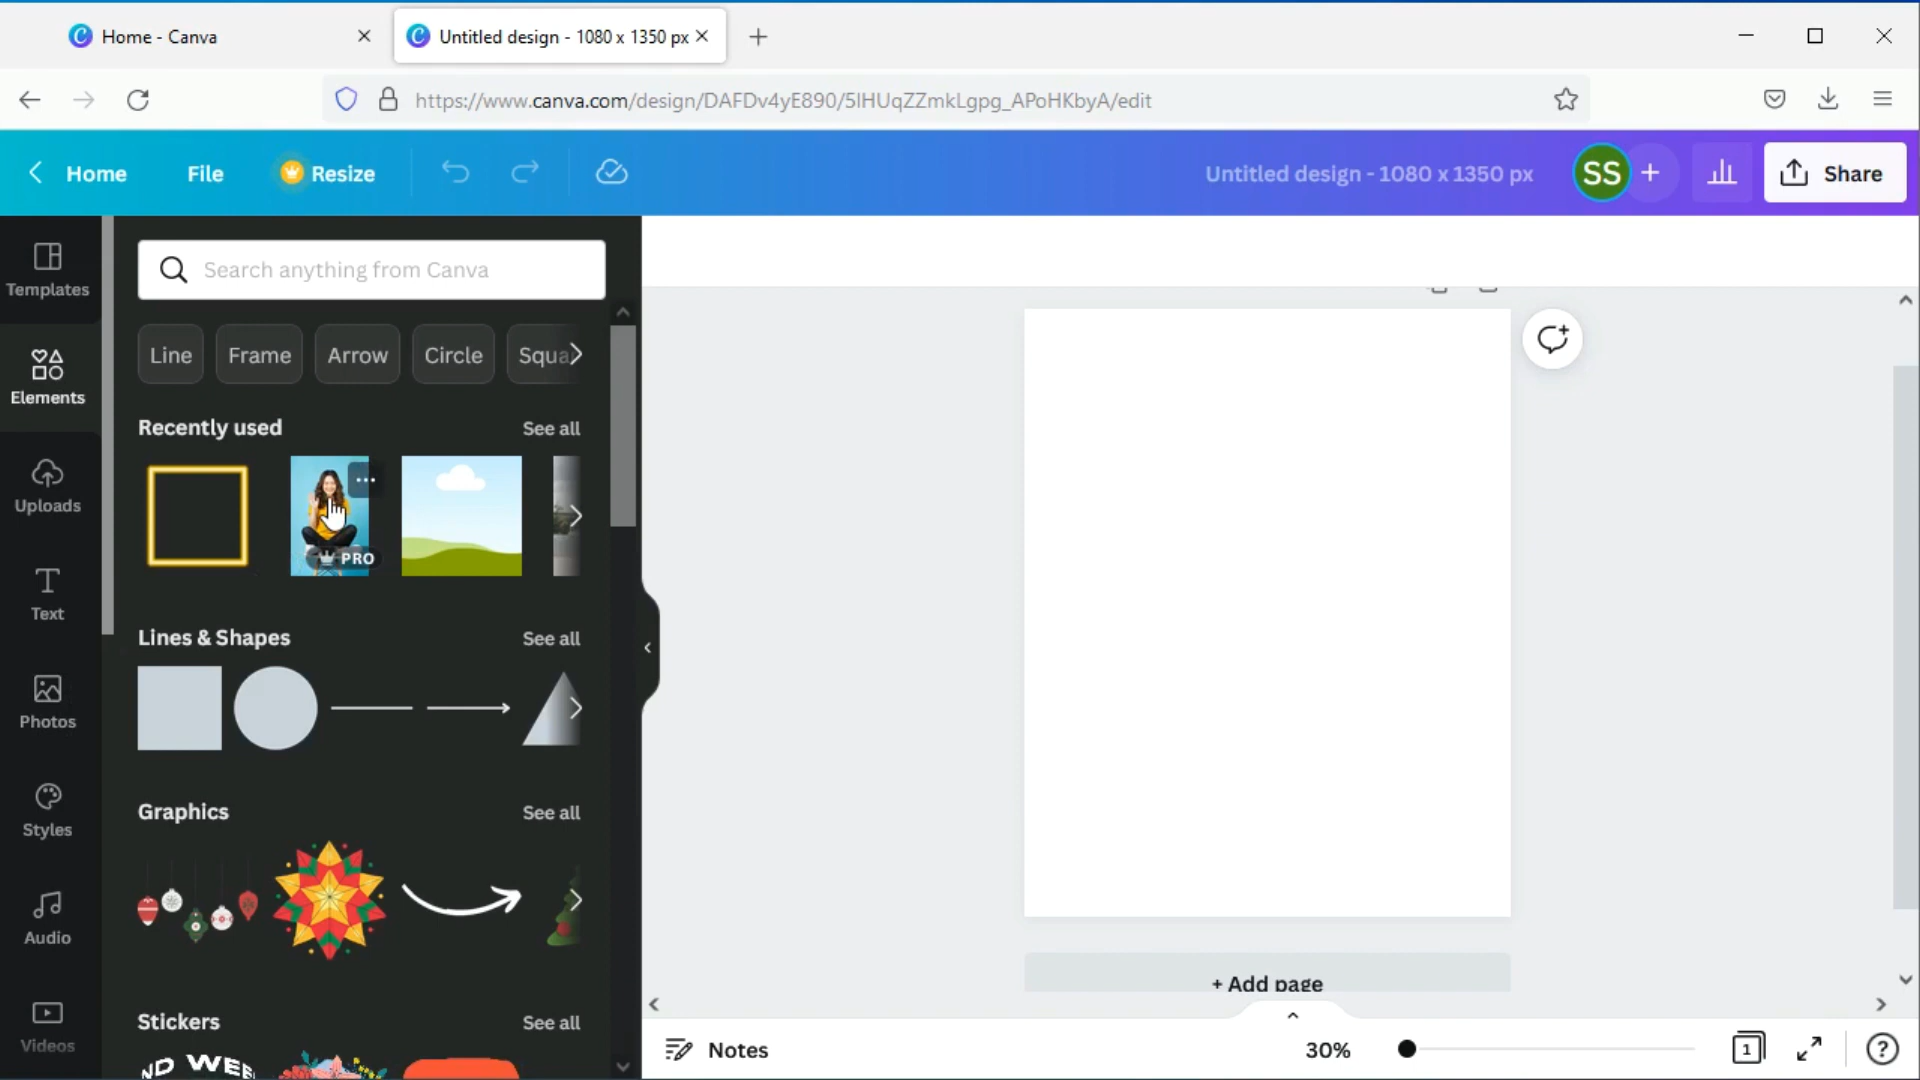 Home - Canva
Untitled design - 1080 x 1350 px
https://www.canva.com/design/DAFDv4yE890/5lHUqZZmkLgpg_APoHKbyA/edit
Home
File
Resize
Untitled design - 1080 x 1350 px
SS
Share
Templates
Elements
Uploads
Text
Photos
Styles
Audio
Videos
Search anything from Canva
Line
Frame
Arrow
Circle
Squa
Recently used
See all
PRO
Lines & Shapes
See all
Graphics
See all
Stickers
See all
ND WEE
+ Add page
Notes
30%
1